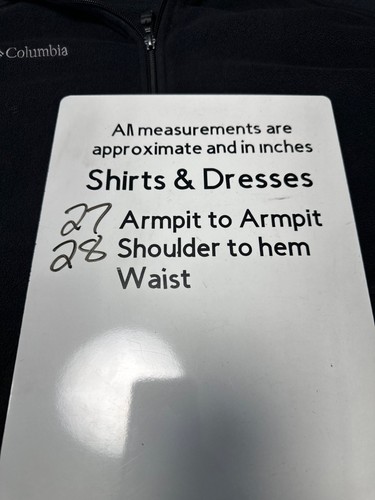 Columbia
All measurements are
approximate and in inches
Shirts & Dresses
27 Armpit to Armpit
28 Shoulder to hem
Waist